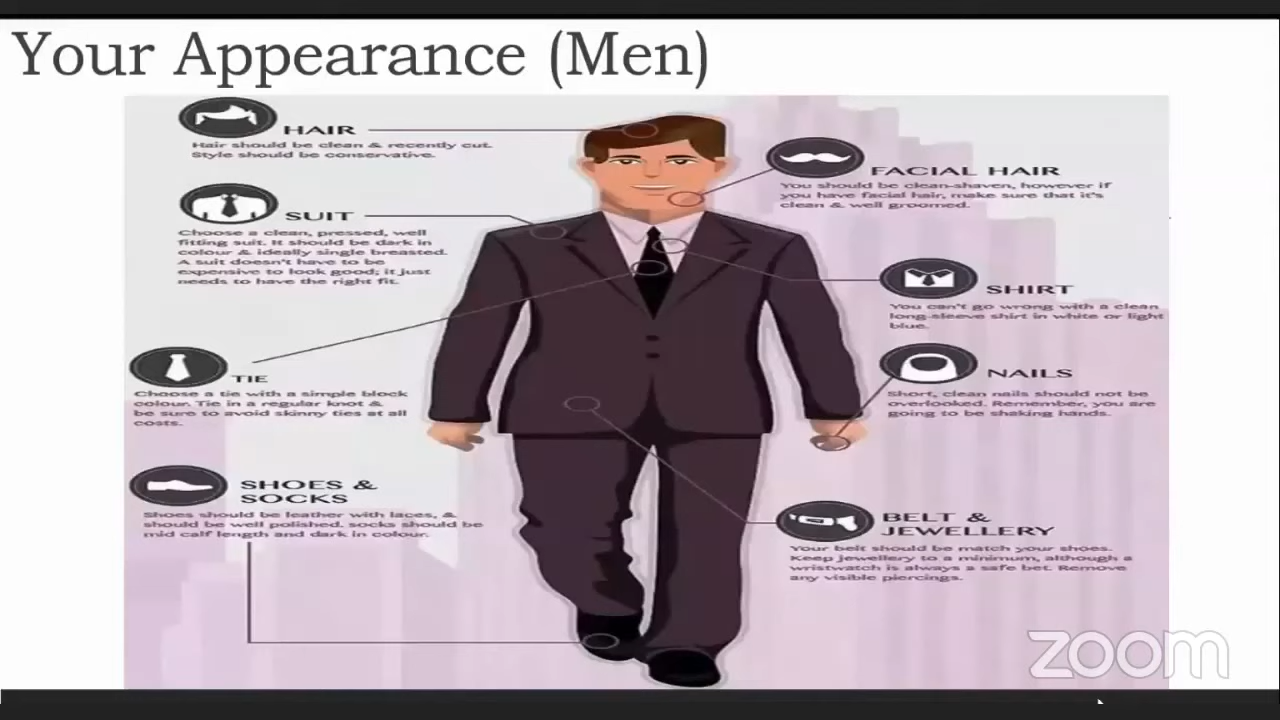 Your Appearance (Men)
HAIR
Hair should be clean & recently cut.
Style should be conservative.
SUIT
Choose a clean, pressed, well
fitting suit. It should be dark in
colour & ideally single breasted.
A suit doesn't have to be
expensive to look good; it just
needs to have the right fit.
TIE
Choose a tie with a simple block
colour. Tie in a regular knot &
be sure to avoid skinny ties at all
costs.
SHOES &
SOCKS
Shoes should be leather with laces, &
should be well polished. socks should be
mid calf length and dark in colour.
FACIAL HAIR
You should be clean-shaven, however if
you have facial hair, make sure that it's
clean & well groomed.
SHIRT
You can't go wrong with a clean
long-sleeve shirt in white or light
blue.
NAILS
Short, clean nails should not be
overlooked. Remember, you are
going to be shaking hands.
BELT &
JEWELLERY
Your belt should be match your shoes.
Keep jewellery to a minimum, although a
wristwatch is always a safe bet. Remove
any visible piercings.
zoom